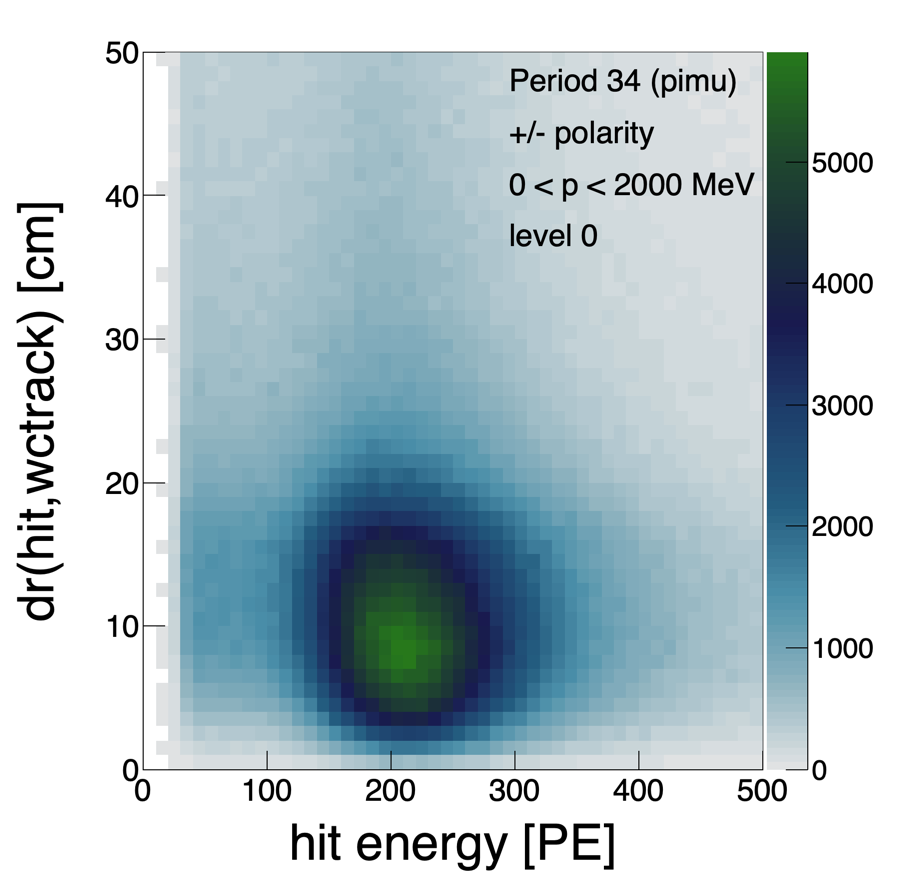 Period 34 (pimu)
+/- polarity
0 < p < 2000 MeV
level 0
dr(hit,wctrack) [cm]
50
40
30
20
10
0
0 100 200 300 400 500
hit energy [PE]
5000
4000
3000
2000
1000
0